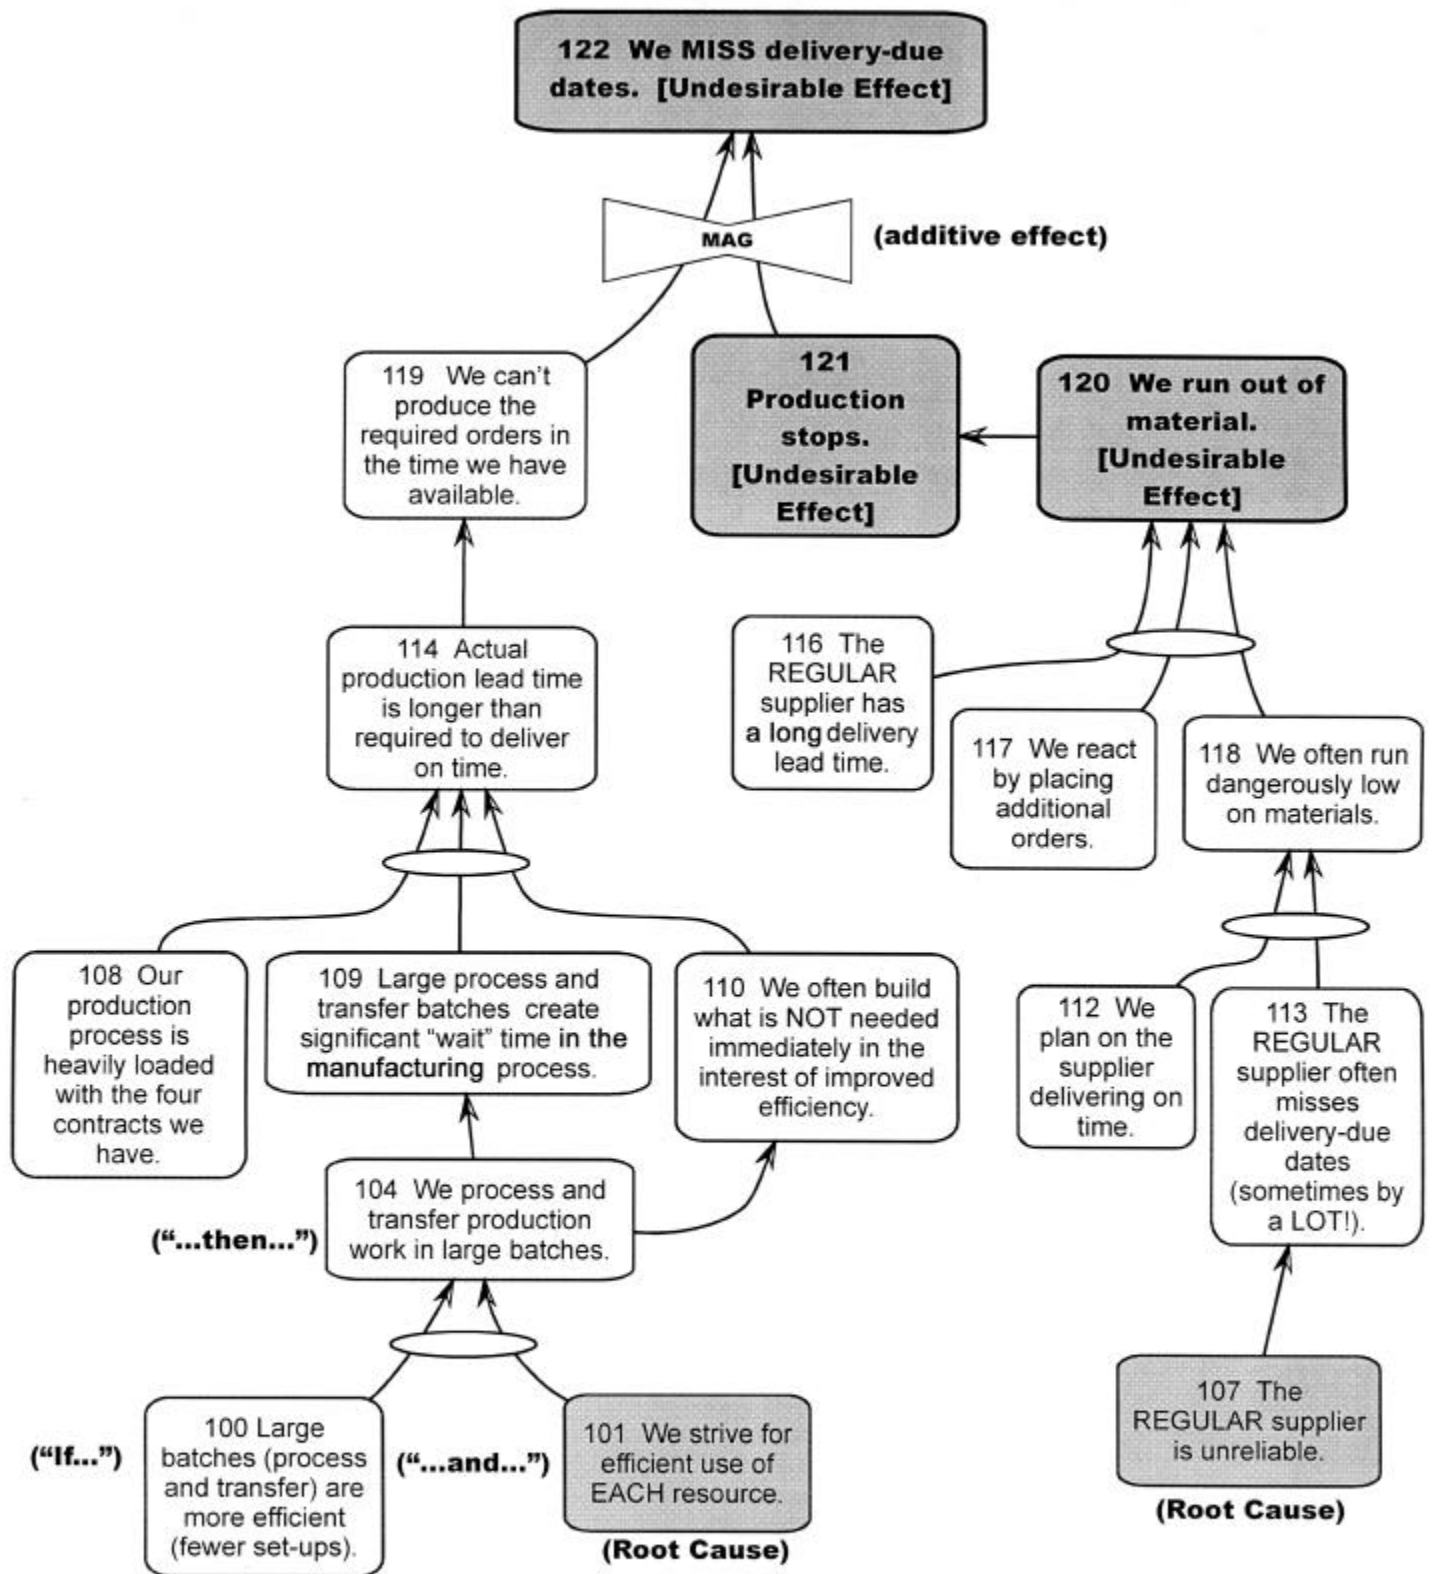 122 We MISS delivery-due
dates. [Undesirable Effect]
MAG
(additive effect)
119 We can't
produce the
required orders in
the time we have
available.
121
Production
stops.
[Undesirable
Effect]
120 We run out of
material.
[Undesirable
Effect]
114 Actual
production lead time
is longer than
required to deliver
on time.
116 The
REGULAR
supplier has
a long delivery
lead time.
117 We react
by placing
additional
orders.
118 We often run
dangerously low
on materials.
108 Our
production
process is
heavily loaded
with the four
contracts we
have.
109 Large process and
transfer batches create
significant “wait” time in the
manufacturing process.
110 We often build
what is NOT needed
immediately in the
interest of improved
efficiency.
112 We
plan on the
supplier
delivering on
time.
113 The
REGULAR
supplier often
misses
delivery-due
dates
(sometimes by
a LOT!).
(“...then...”)
104 We process and
transfer production
work in large batches.
(“If...”)
100 Large
batches (process
and transfer) are
more efficient
(fewer set-ups).
(“...and...”)
101 We strive for
efficient use of
EACH resource.
(Root Cause)
107 The
REGULAR supplier
is unreliable.
(Root Cause)